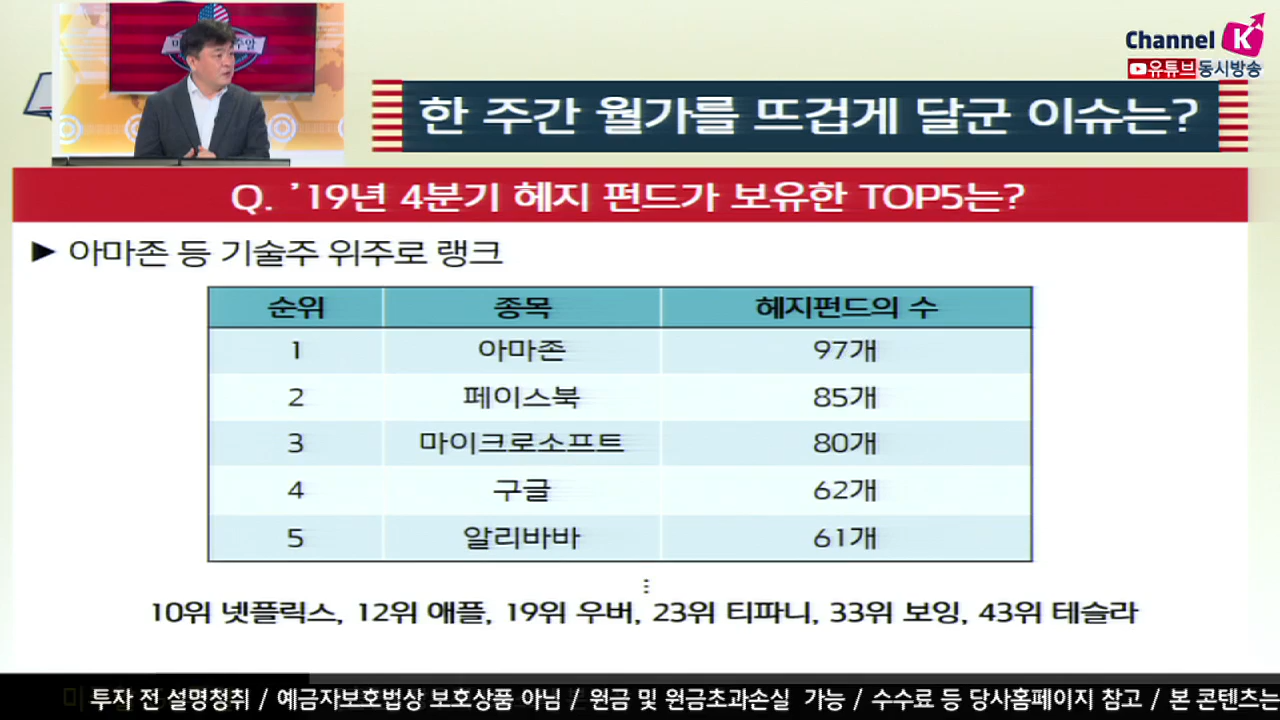 Channel K
유튜브동시방송
한 주간 월가를 뜨겁게 달군 이슈는?
Q. ’19년 4분기 헤지 펀드가 보유한 TOP5는?
▶ 아마존 등 기술주 위주로 랭크
순위 종목 헤지펀드의 수
1 아마존 97개
2 페이스북 85개
3 마이크로소프트 80개
4 구글 62개
5 알리바바 61개
⋮
10위 넷플릭스, 12위 애플, 19위 우버, 23위 티파니, 33위 보잉, 43위 테슬라
투자 전 설명청취 / 예금자보호법상 보호상품 아님 / 원금 및 원금초과손실 가능 / 수수료 등 당사홈페이지 참고 / 본 콘텐츠는